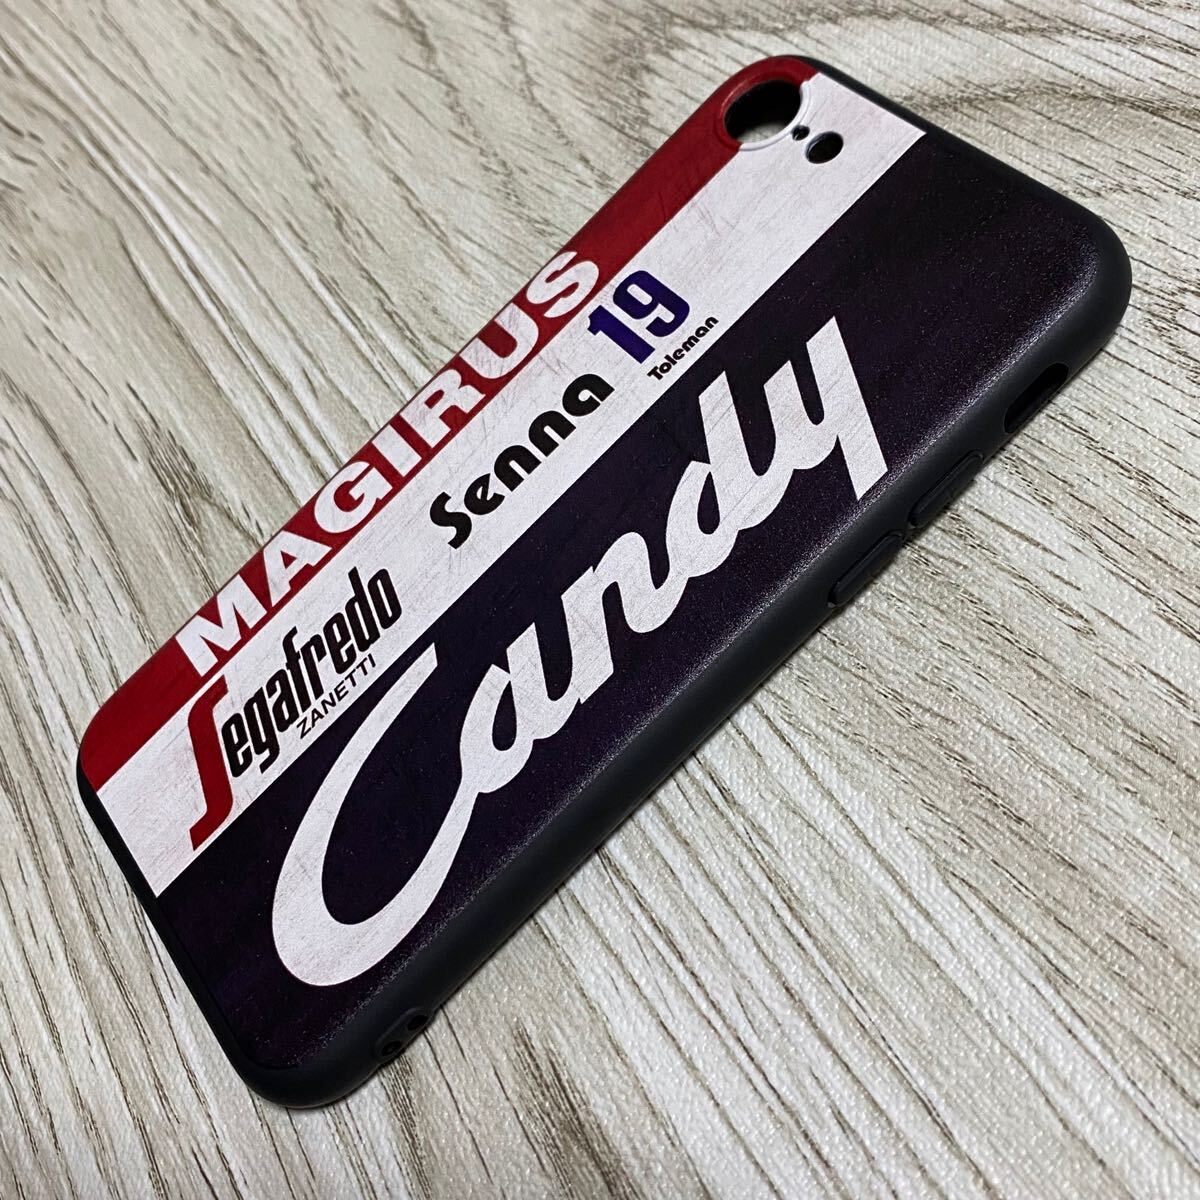 MAGIRUS
Segafredo
ZANETTI
Senna
19
Toleman
Candy